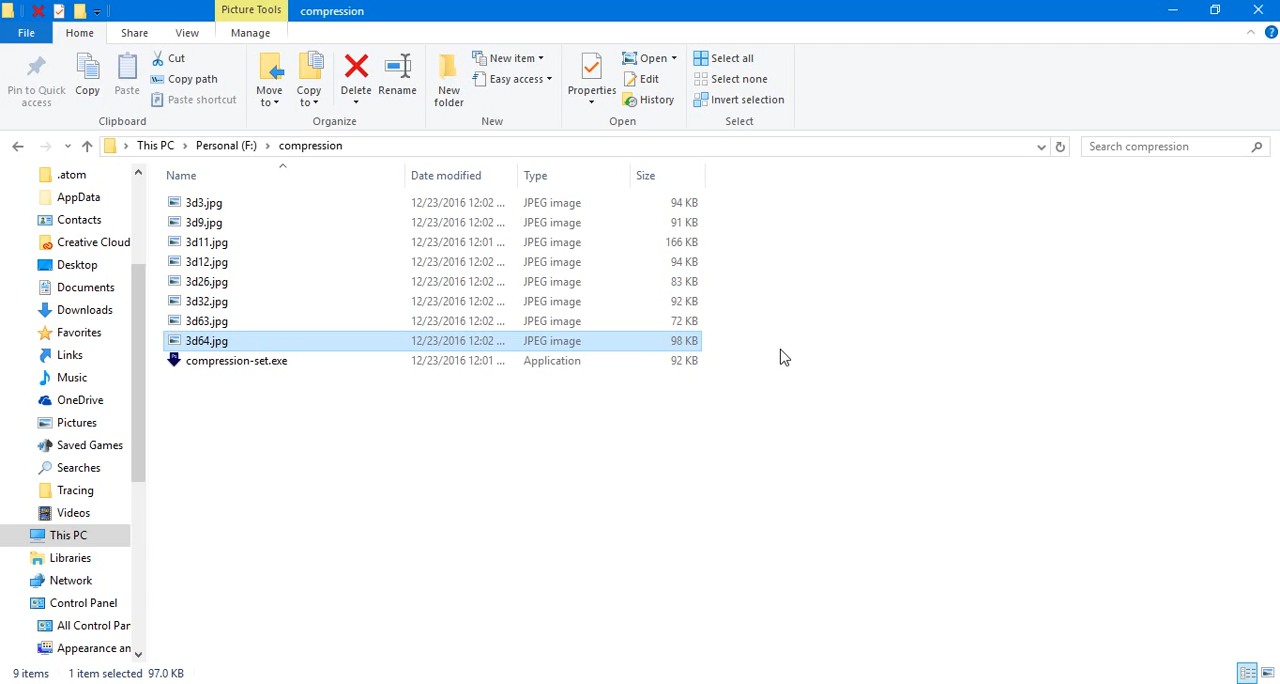 Picture Tools
compression
File
Home
Share
View
Manage
Pin to Quick access
Copy
Paste
Cut
Copy path
Paste shortcut
Clipboard
Move to
Copy to
Delete
Rename
Organize
New folder
New item
Easy access
New
Properties
Open
Edit
History
Open
Select all
Select none
Invert selection
Select
This PC > Personal (F:) > compression
Search compression
.atom
AppData
Contacts
Creative Cloud
Desktop
Documents
Downloads
Favorites
Links
Music
OneDrive
Pictures
Saved Games
Searches
Tracing
Videos
This PC
Libraries
Network
Control Panel
All Control Par
Appearance an
Name Date modified Type Size
3d3.jpg 12/23/2016 12:02 ... JPEG image 94 KB
3d9.jpg 12/23/2016 12:02 ... JPEG image 91 KB
3d11.jpg 12/23/2016 12:01 ... JPEG image 166 KB
3d12.jpg 12/23/2016 12:02 ... JPEG image 94 KB
3d26.jpg 12/23/2016 12:02 ... JPEG image 83 KB
3d32.jpg 12/23/2016 12:02 ... JPEG image 92 KB
3d63.jpg 12/23/2016 12:02 ... JPEG image 72 KB
3d64.jpg 12/23/2016 12:02 ... JPEG image 98 KB
compression-set.exe 12/23/2016 12:01 ... Application 92 KB
9 items 1 item selected 97.0 KB